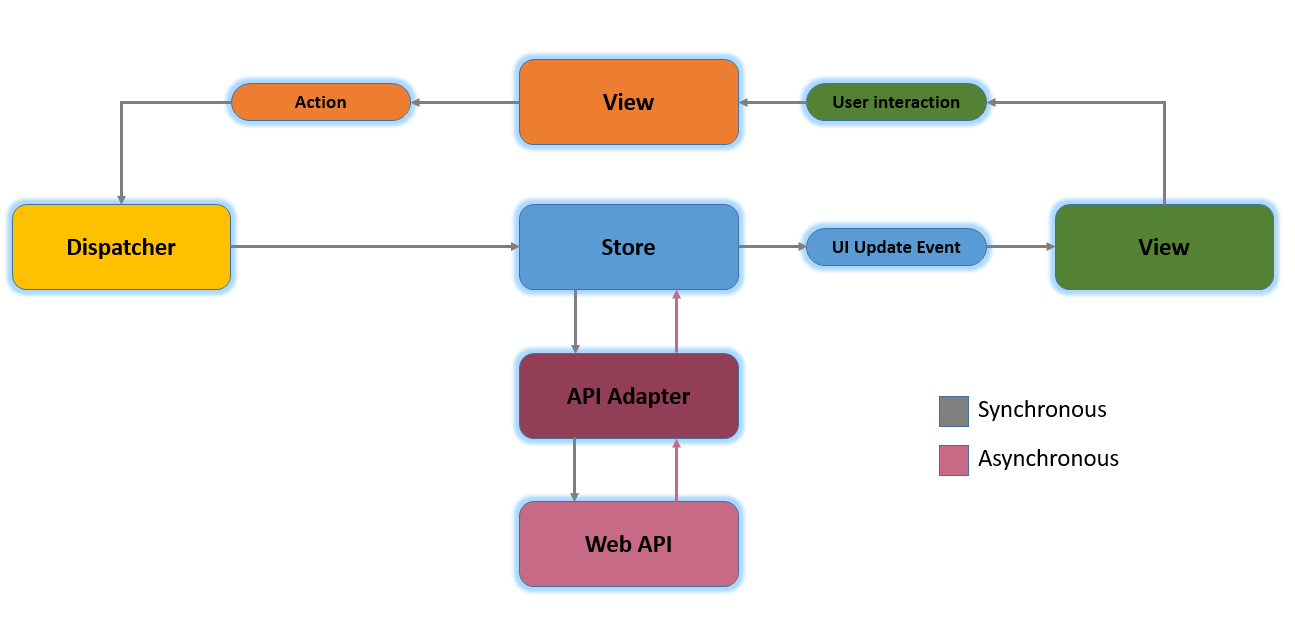 Action
View
User interaction
Dispatcher
Store
UI Update Event
View
API Adapter
Synchronous
Asynchronous
Web API